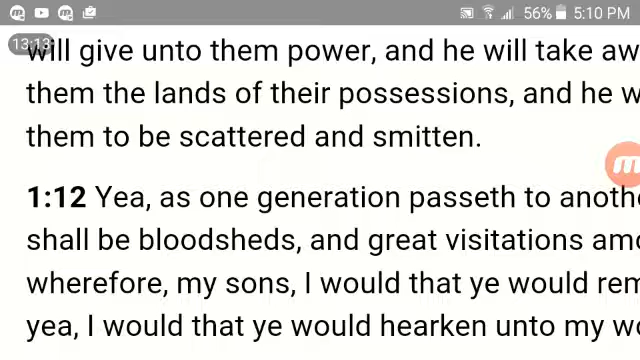 56% 5:10 PM
13:13
will give unto them power, and he will take aw
them the lands of their possessions, and he w
them to be scattered and smitten.
1:12 Yea, as one generation passeth to anothe
shall be bloodsheds, and great visitations amo
wherefore, my sons, I would that ye would rem
yea, I would that ye would hearken unto my wo